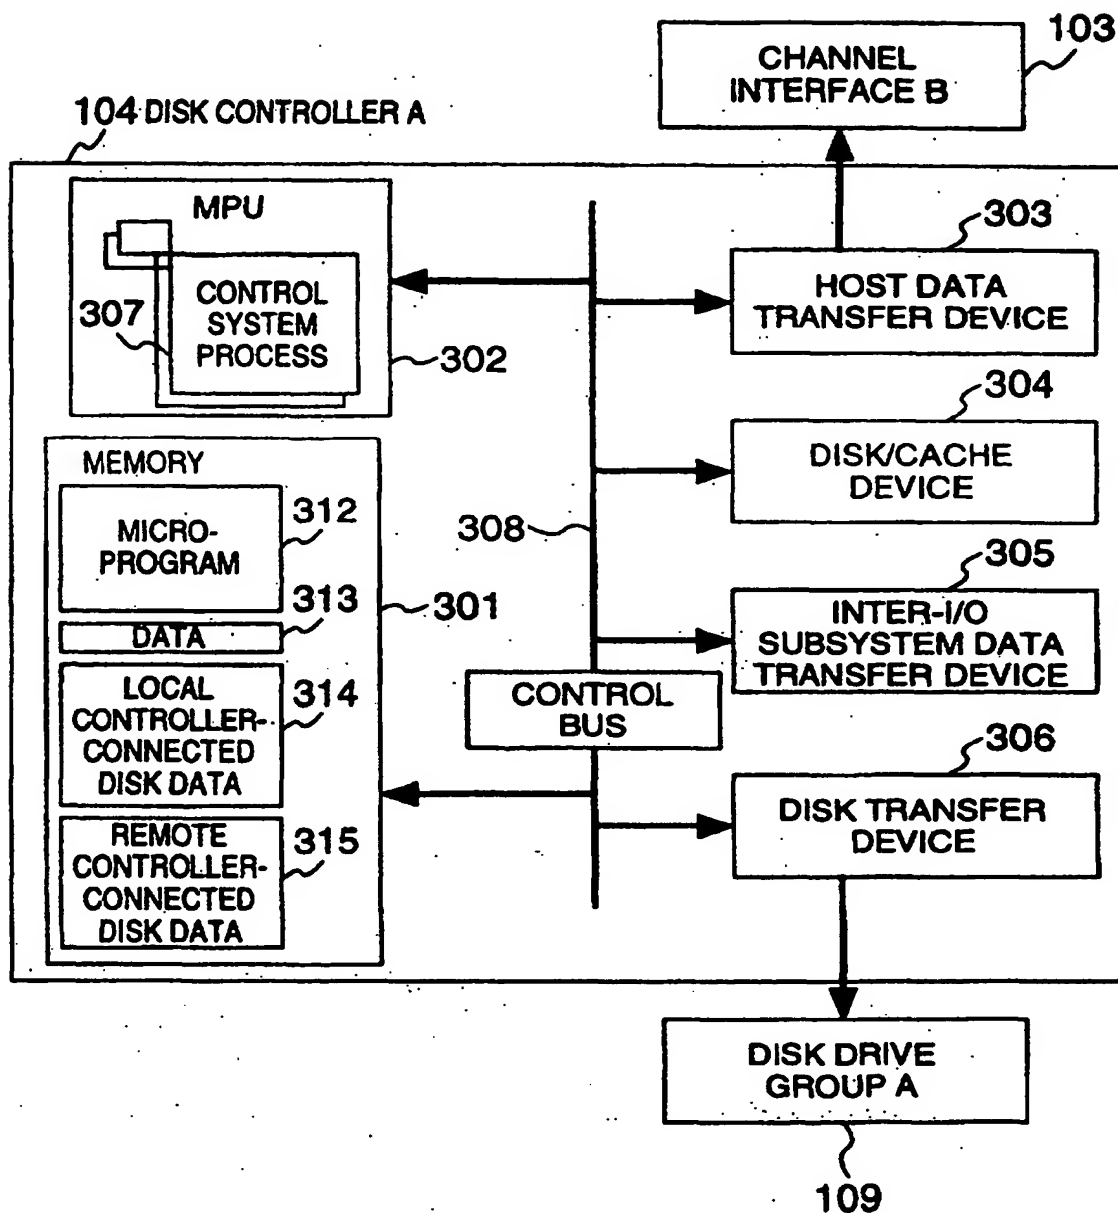 103
CHANNEL
INTERFACE B
104 DISK CONTROLLER A
MPU
307
CONTROL
SYSTEM
PROCESS
302
303
HOST DATA
TRANSFER DEVICE
304
DISK/CACHE
DEVICE
MEMORY
MICRO-
PROGRAM
312
313
DATA
301
LOCAL
CONTROLLER-
CONNECTED
DISK DATA
314
REMOTE
CONTROLLER-
CONNECTED
DISK DATA
315
308
CONTROL
BUS
305
INTER-I/O
SUBSYSTEM DATA
TRANSFER DEVICE
306
DISK TRANSFER
DEVICE
DISK DRIVE
GROUP A
109